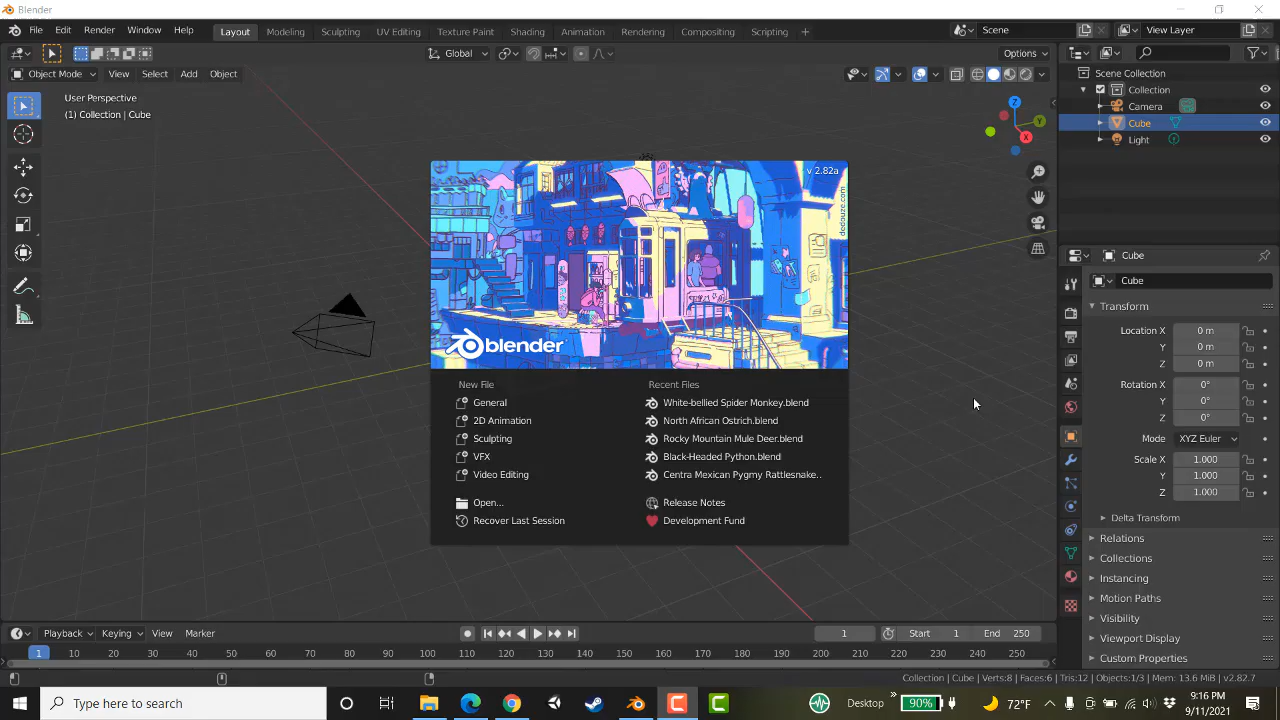 Blender
File Edit Render Window Help Layout Modeling Sculpting UV Editing Texture Paint Shading Animation Rendering Compositing Scripting + Scene View Layer
Global Options
Object Mode View Select Add Object
User Perspective
(1) Collection | Cube
Scene Collection
Collection
Camera
Cube
Light
Z
Y
X
v 2.82a
dedouze.com
blender
New File
General
2D Animation
Sculpting
VFX
Video Editing
Open...
Recover Last Session
Recent Files
White-bellied Spider Monkey.blend
North African Ostrich.blend
Rocky Mountain Mule Deer.blend
Black-Headed Python.blend
Centra Mexican Pygmy Rattlesnake..
Release Notes
Development Fund
Cube
Cube
Transform
Location X 0 m
Y 0 m
Z 0 m
Rotation X 0°
Y 0°
Z 0°
Mode XYZ Euler
Scale X 1.000
Y 1.000
Z 1.000
Delta Transform
Relations
Collections
Instancing
Motion Paths
Visibility
Viewport Display
Custom Properties
Playback Keying View Marker 1 Start 1 End 250
1 10 20 30 40 50 60 70 80 90 100 110 120 130 140 150 160 170 180 190 200 210 220 230 240 250
Collection | Cube | Verts:8 | Faces:6 | Tris:12 | Objects:1/3 | Mem: 13.6 MiB | v2.82.7
Type here to search
Desktop » 90% 72°F
9:16 PM
9/11/2021